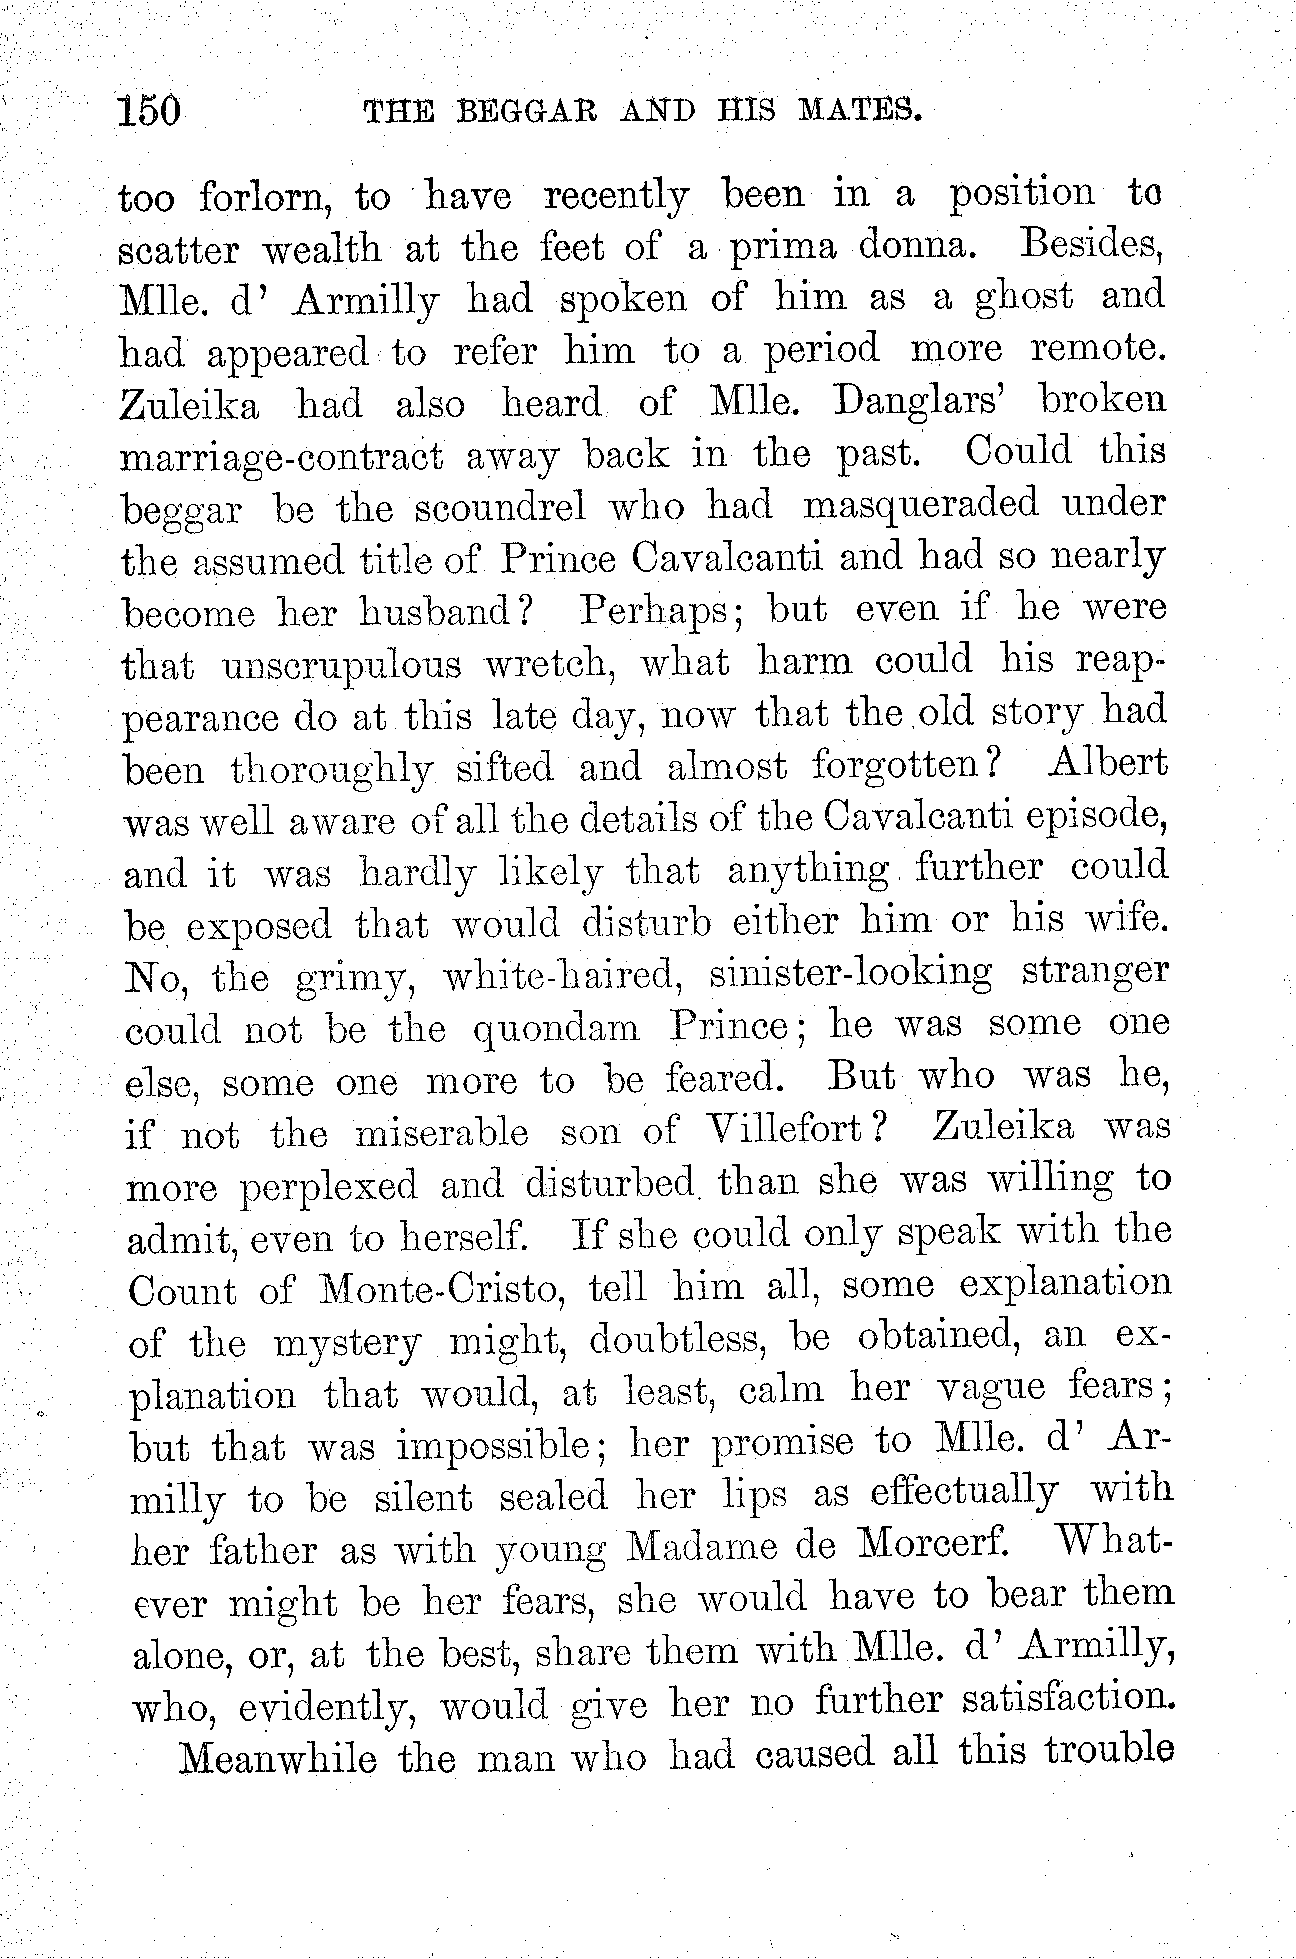 150 THE BEGGAR AND HIS MATES.
too forlorn, to have recently been in a position to
scatter wealth at the feet of a prima donna. Besides,
Mlle. d' Armilly had spoken of him as a ghost and
had appeared to refer him to a period more remote.
Zuleika had also heard of Mlle. Danglars' broken
marriage-contract away back in the past. Could this
beggar be the scoundrel who had masqueraded under
the assumed title of Prince Cavalcanti and had so nearly
become her husband? Perhaps; but even if he were
that unscrupulous wretch, what harm could his reap-
pearance do at this late day, now that the old story had
been thoroughly sifted and almost forgotten? Albert
was well aware of all the details of the Cavalcanti episode,
and it was hardly likely that anything further could
be exposed that would disturb either him or his wife.
No, the grimy, white-haired, sinister-looking stranger
could not be the quondam Prince; he was some one
else, some one more to be feared. But who was he,
if not the miserable son of Villefort? Zuleika was
more perplexed and disturbed than she was willing to
admit, even to herself. If she could only speak with the
Count of Monte-Cristo, tell him all, some explanation
of the mystery might, doubtless, be obtained, an ex-
planation that would, at least, calm her vague fears;
but that was impossible; her promise to Mlle. d' Ar-
milly to be silent sealed her lips as effectually with
her father as with young Madame de Morcerf. What-
ever might be her fears, she would have to bear them
alone, or, at the best, share them with Mlle. d' Armilly,
who, evidently, would give her no further satisfaction.
Meanwhile the man who had caused all this trouble